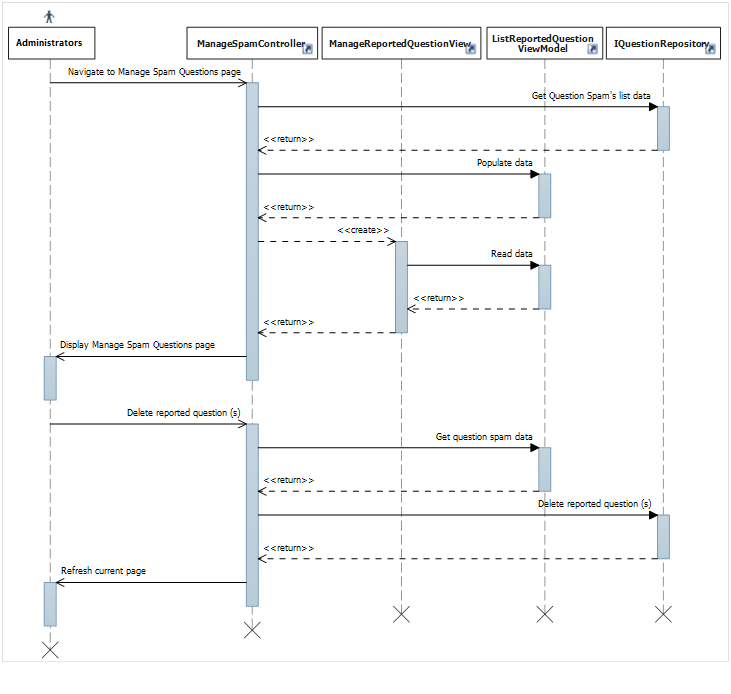 Administrators
ManageSpamController
ManageReportedQuestionView
ListReportedQuestion
ViewModel
IQuestionRepository
Navigate to Manage Spam Questions page
Get Question Spam's list data
<<return>>
Populate data
<<return>>
<<create>>
Read data
<<return>>
<<return>>
Display Manage Spam Questions page
Delete reported question (s)
Get question spam data
<<return>>
Delete reported question (s)
<<return>>
Refresh current page